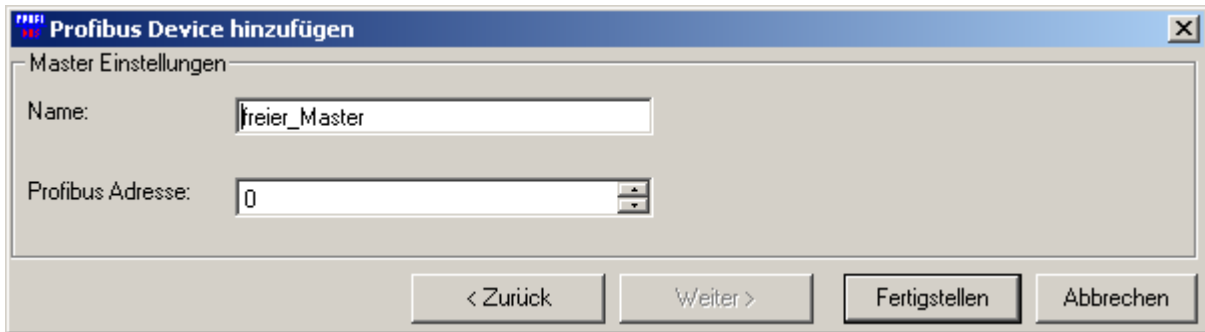 Profibus Device hinzufügen
Master Einstellungen
Name:
freier_Master
Profibus Adresse:
0
< Zurück
Weiter >
Fertigstellen
Abbrechen